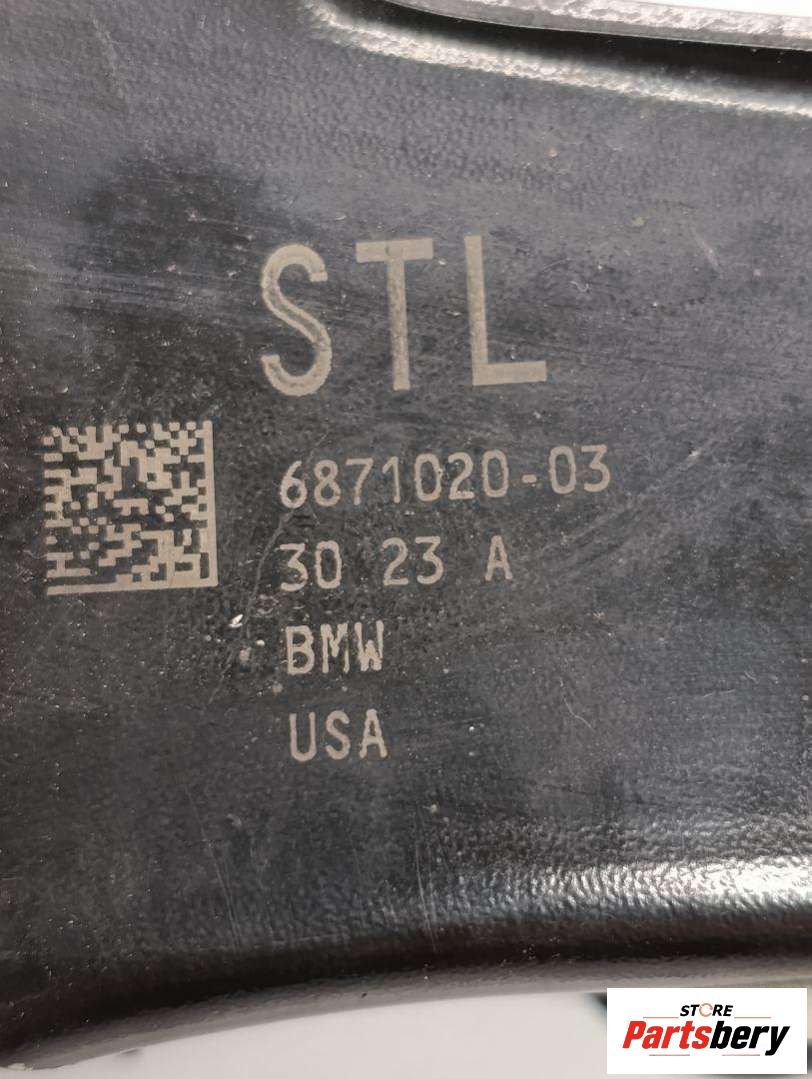 STL
6871020-03
30 23 A
BMW
USA
STORE
Partsbery